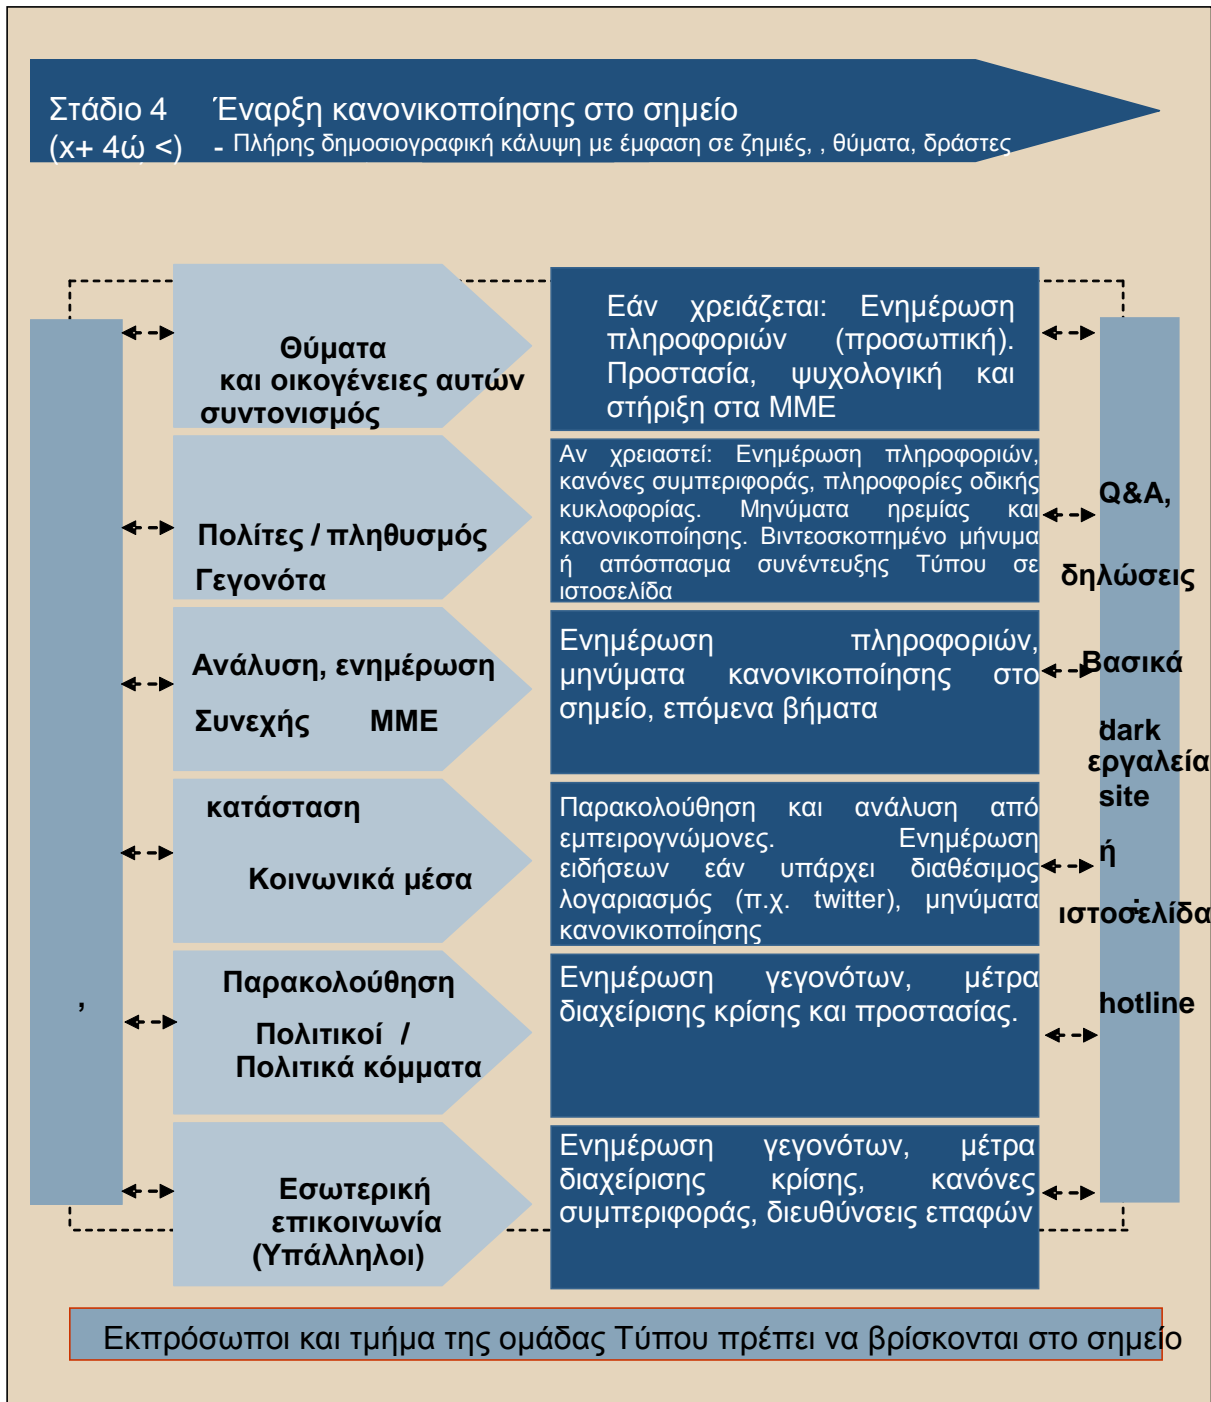 Στάδιο 4 Έναρξη κανονικοποίησης στο σημείο
(x+ 4ώ <) - Πλήρης δημοσιογραφική κάλυψη με έμφαση σε ζημιές, , θύματα, δράστες
Θύματα
και οικογένειες αυτών
συντονισμός
Εάν χρειάζεται: Ενημέρωση
πληροφοριών (προσωπική).
Προστασία, ψυχολογική και
στήριξη στα ΜΜΕ
Πολίτες / πληθυσμός
Γεγονότα
Αν χρειαστεί: Ενημέρωση πληροφοριών,
κανόνες συμπεριφοράς, πληροφορίες οδικής
κυκλοφορίας. Μηνύματα ηρεμίας και
κανονικοποίησης. Βιντεοσκοπημένο μήνυμα
ή απόσπασμα συνέντευξης Τύπου σε
ιστοσελίδα
Ανάλυση, ενημέρωση
Συνεχής ΜΜΕ
Ενημέρωση πληροφοριών,
μηνύματα κανονικοποίησης στο
σημείο, επόμενα βήματα
κατάσταση
Κοινωνικά μέσα
Παρακολούθηση και ανάλυση από
εμπειρογνώμονες. Ενημέρωση
ειδήσεων εάν υπάρχει διαθέσιμος
λογαριασμός (π.χ. twitter), μηνύματα
κανονικοποίησης
Παρακολούθηση
Πολιτικοί /
Πολιτικά κόμματα
Ενημέρωση γεγονότων, μέτρα
διαχείρισης κρίσης και προστασίας.
Εσωτερική
επικοινωνία
(Υπάλληλοι)
Ενημέρωση γεγονότων, μέτρα
διαχείρισης κρίσης, κανόνες
συμπεριφοράς, διευθύνσεις επαφών
,
Q&A,
δηλώσεις
Βασικά
dark
εργαλεία
:
site
ή
ιστοσελίδα
hotline
Εκπρόσωποι και τμήμα της ομάδας Τύπου πρέπει να βρίσκονται στο σημείο